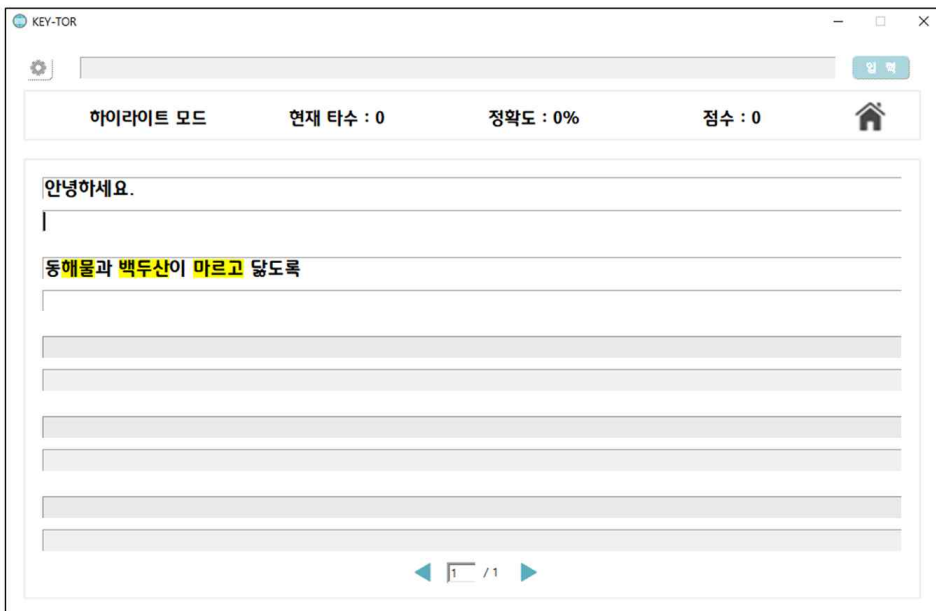 KEY-TOR
입 력
하이라이트 모드 현재 타수 : 0 정확도 : 0% 점수 : 0
안녕하세요.
동해물과 백두산이 마르고 닳도록
1 / 1